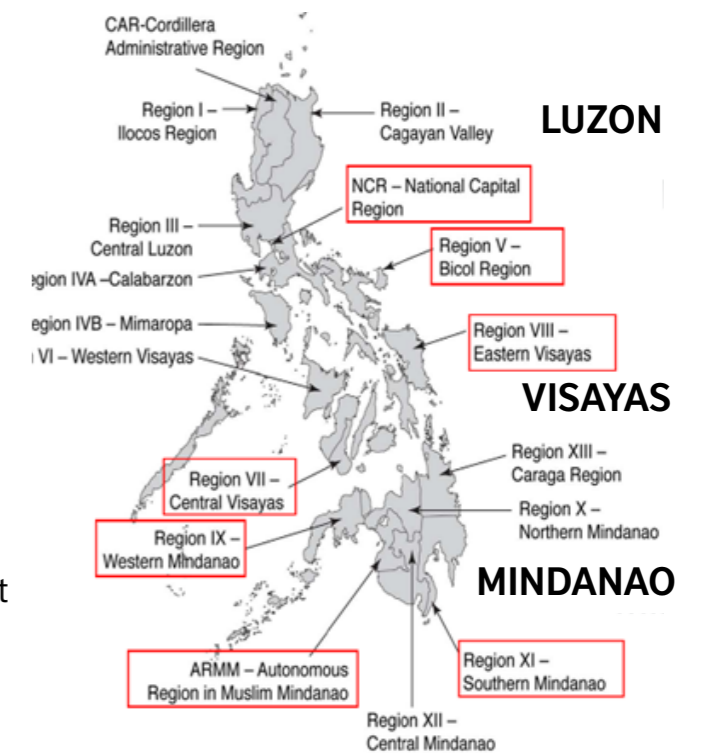 CAR-Cordillera
Administrative Region
Region I –
Ilocos Region
Region II –
Cagayan Valley
LUZON
NCR – National Capital
Region
Region III –
Central Luzon
Region V –
Bicol Region
egion IVA –Calabarzon
egion IVB – Mimaropa
Region VIII –
Eastern Visayas
VI – Western Visayas
VISAYAS
Region XIII –
Caraga Region
Region VII –
Central Visayas
Region X –
Northern Mindanao
Region IX –
Western Mindanao
MINDANAO
t
ARMM – Autonomous
Region in Muslim Mindanao
Region XI –
Southern Mindanao
Region XII –
Central Mindanao